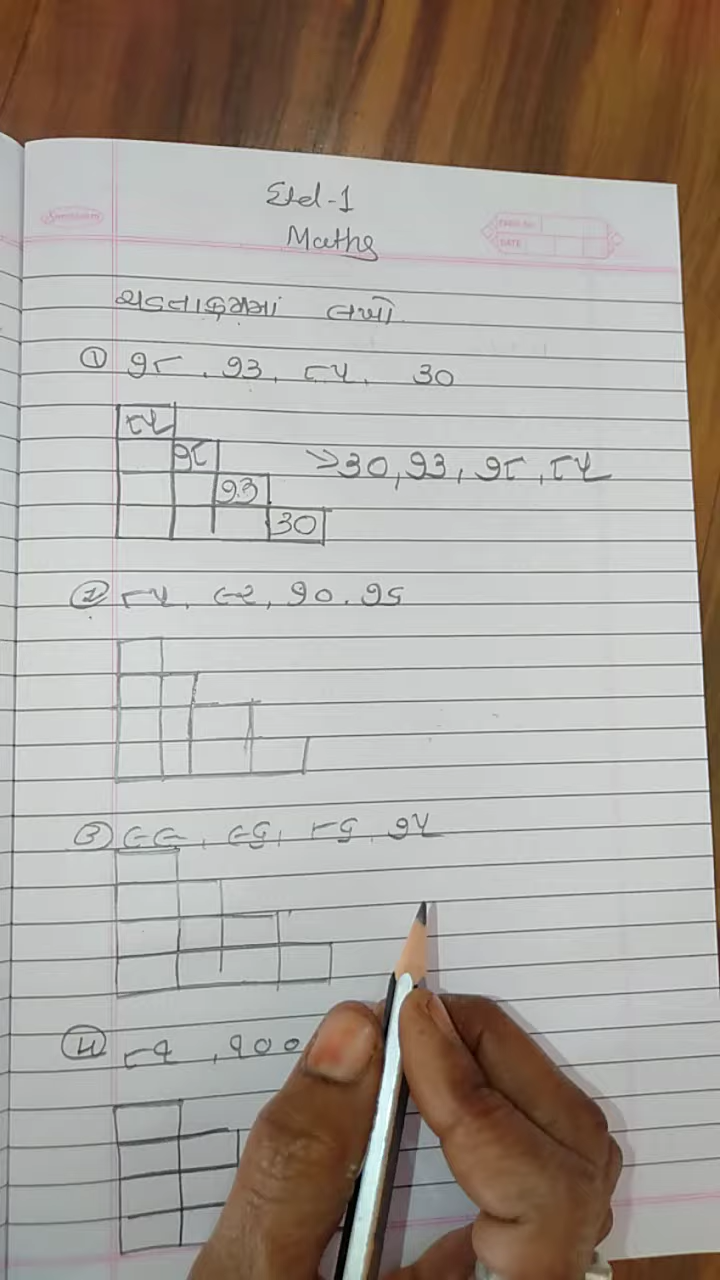 Std-1
Maths
ચડતાક્રમમાં લખો.
① ૭૮, ૭૩, ૮૫, ૩૦
૮૫
૭૮
> ૩૦, ૭૩, ૭૮, ૮૫
૭૩
૩૦
② ૮૫, ૯૨, ૭૦, ૭૬
③ ૯૯, ૯૬, ૮૬, ૭૫
④ ૮૧, ૧૦૦